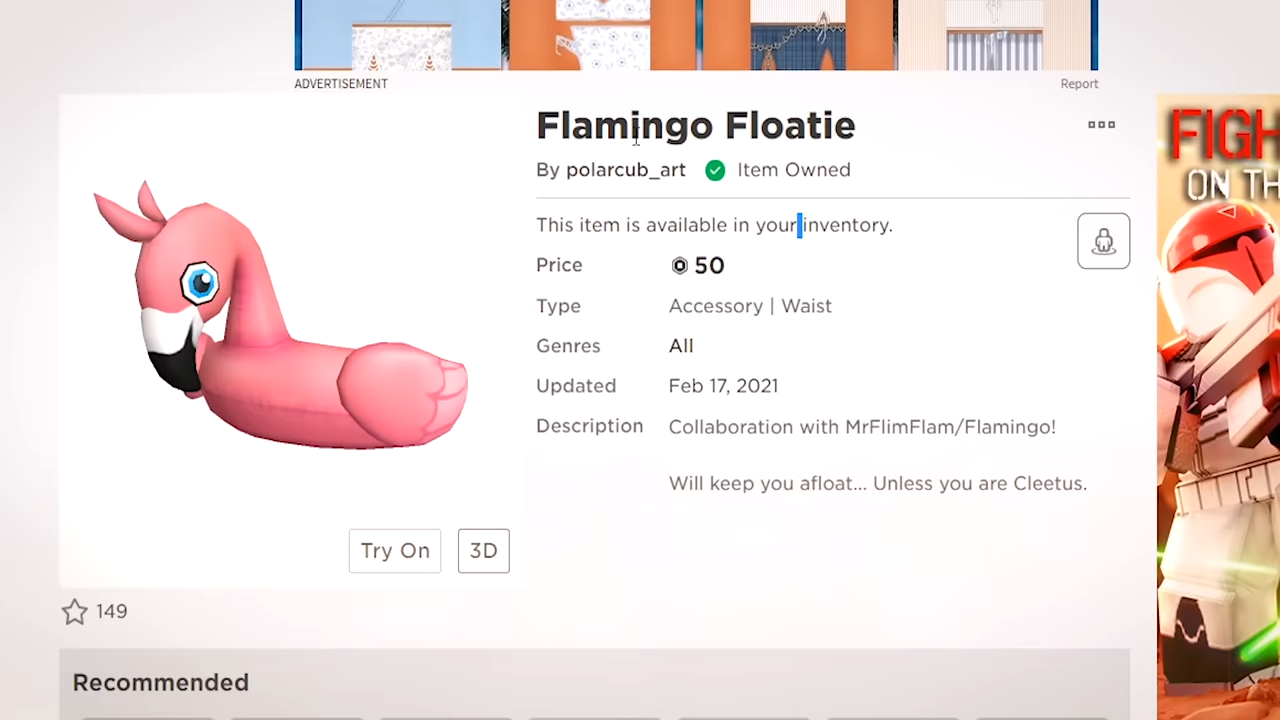 ADVERTISEMENT
Report
Flamingo Floatie
By polarcub_art Item Owned
This item is available in your inventory.
Price 50
Type Accessory | Waist
Genres All
Updated Feb 17, 2021
Description Collaboration with MrFlimFlam/Flamingo!
Will keep you afloat... Unless you are Cleetus.
Try On 3D
149
Recommended
FIGH
ON TH